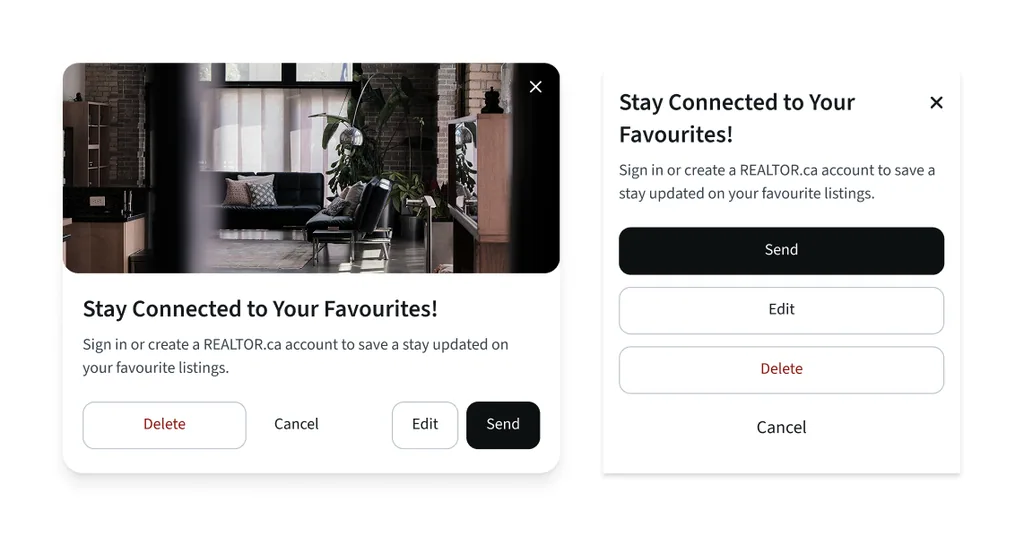 Stay Connected to Your Favourites!
Sign in or create a REALTOR.ca account to save a stay updated on
your favourite listings.
Delete
Cancel
Edit
Send
Stay Connected to Your
Favourites!
Sign in or create a REALTOR.ca account to save a
stay updated on your favourite listings.
Send
Edit
Delete
Cancel